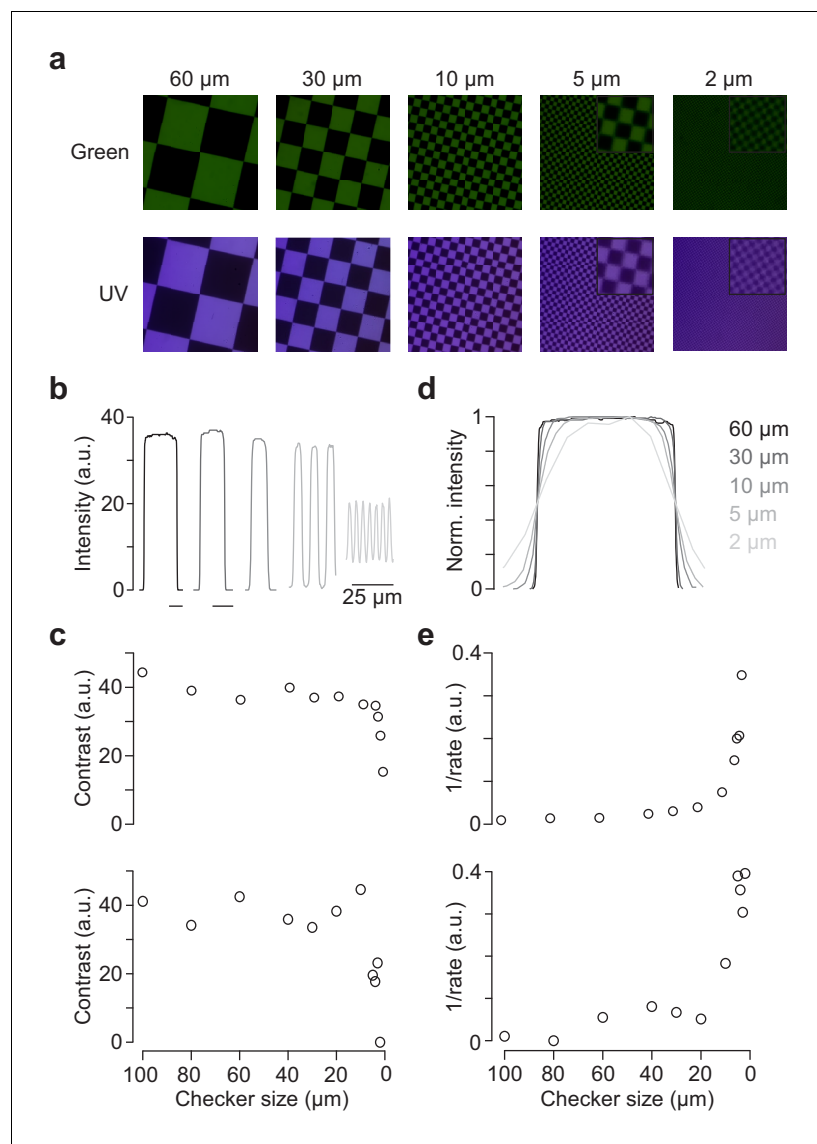 a
60 µm 30 µm 10 µm 5 µm 2 µm
Green
UV
b
Intensity (a.u.)
40
20
0
25 µm
d
Norm. intensity
1
0
60 µm
30 µm
10 µm
5 µm
2 µm
c
Contrast (a.u.)
40
20
0
Contrast (a.u.)
40
20
0
100 80 60 40 20 0
Checker size (µm)
e
1/rate (a.u.)
0.4
0
1/rate (a.u.)
0.4
0
100 80 60 40 20 0
Checker size (µm)